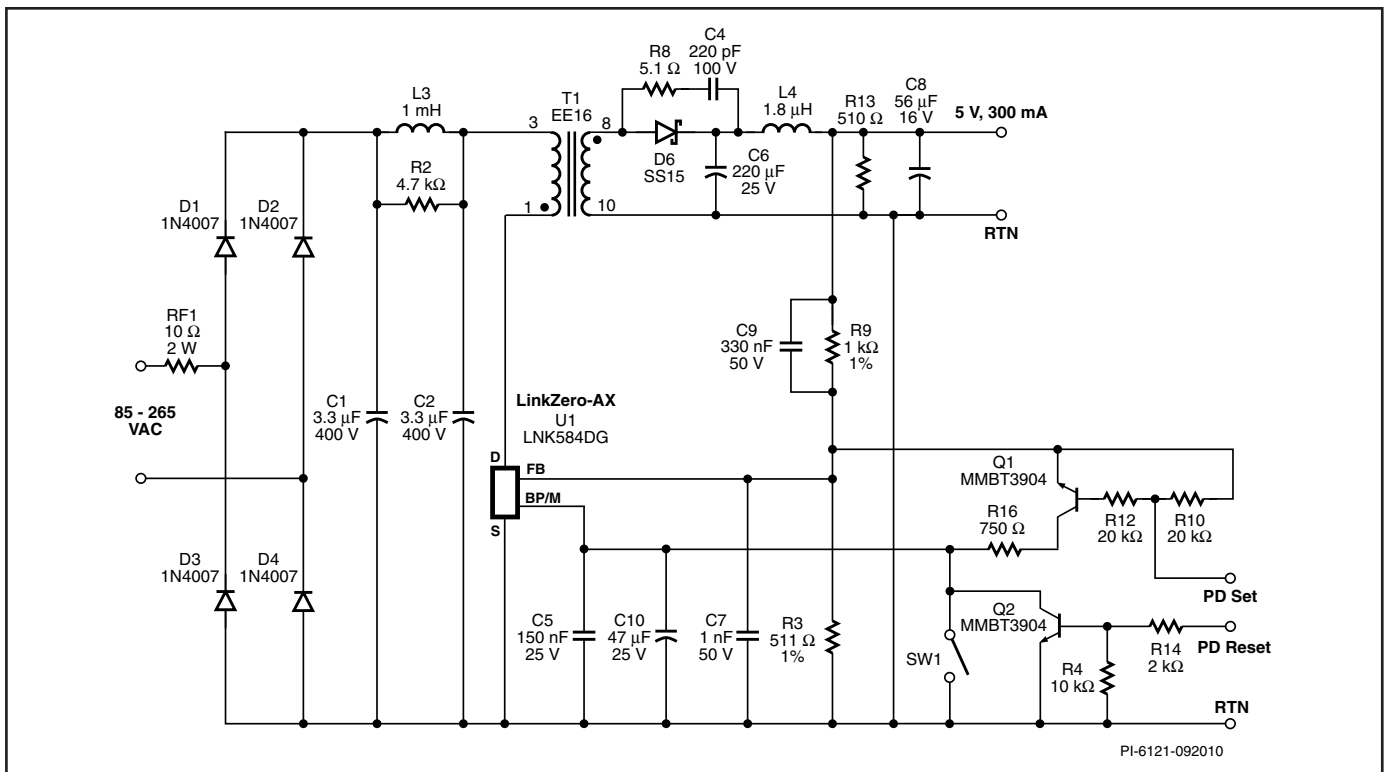 C4
220 pF
100 V
R8
5.1 Ω
L3
1 mH
T1
EE16
3
8
1
10
L4
1.8 µH
R13
510 Ω
C8
56 µF
16 V
5 V, 300 mA
D6
SS15
C6
220 µF
25 V
RTN
R2
4.7 kΩ
D1
1N4007
D2
1N4007
RF1
10 Ω
2 W
85 - 265
VAC
C1
3.3 µF
400 V
C2
3.3 µF
400 V
C9
330 nF
50 V
R9
1 kΩ
1%
LinkZero-AX
U1
LNK584DG
D
FB
BP/M
S
Q1
MMBT3904
R16
750 Ω
R12
20 kΩ
R10
20 kΩ
PD Set
D3
1N4007
D4
1N4007
C5
150 nF
25 V
C10
47 µF
25 V
C7
1 nF
50 V
R3
511 Ω
1%
SW1
Q2
MMBT3904
R4
10 kΩ
R14
2 kΩ
PD Reset
RTN
PI-6121-092010